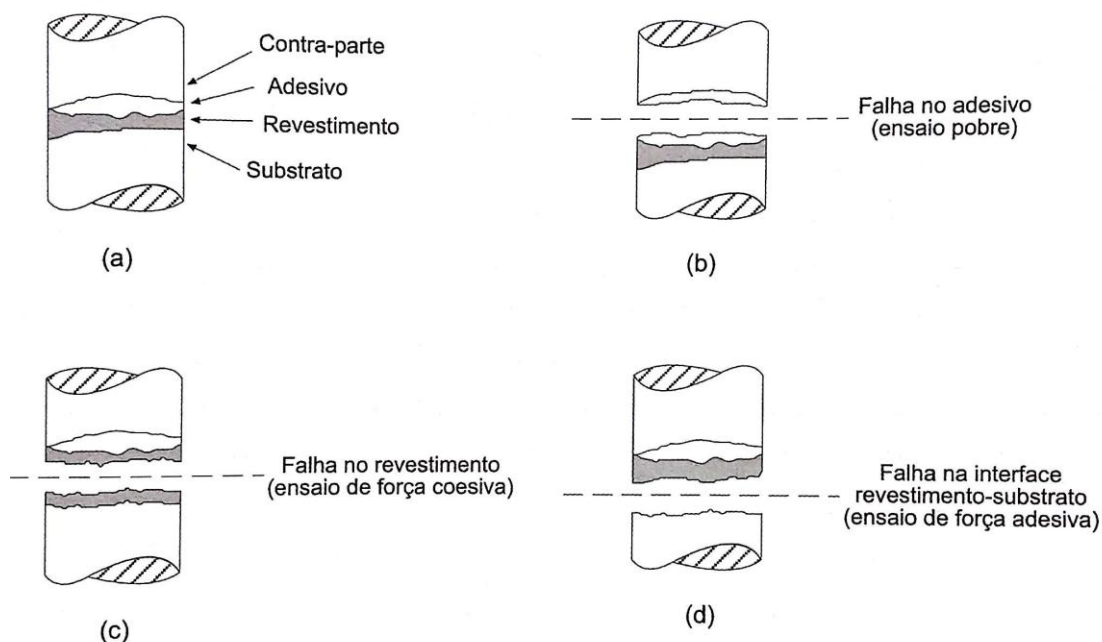 Contra-parte
Adesivo
Revestimento
Substrato
(a)
Falha no adesivo
(ensaio pobre)
(b)
Falha no revestimento
(ensaio de força coesiva)
(c)
Falha na interface
revestimento-substrato
(ensaio de força adesiva)
(d)